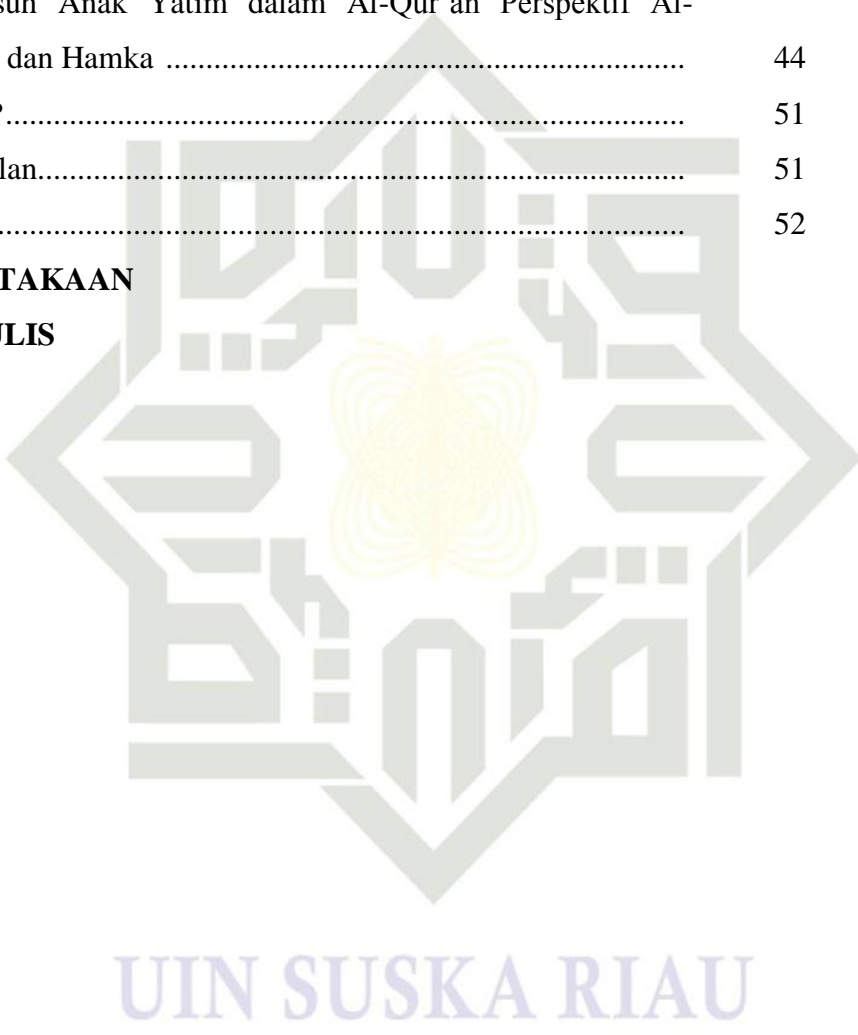 suh Anak Yatim dalam Al-Qur'an Perspektif Al-
dan Hamka ................................................................ 44
................................................................ 51
lan................................................................ 51
................................................................ 52
TAKAAN
ULIS
UIN SUSKA RIAU